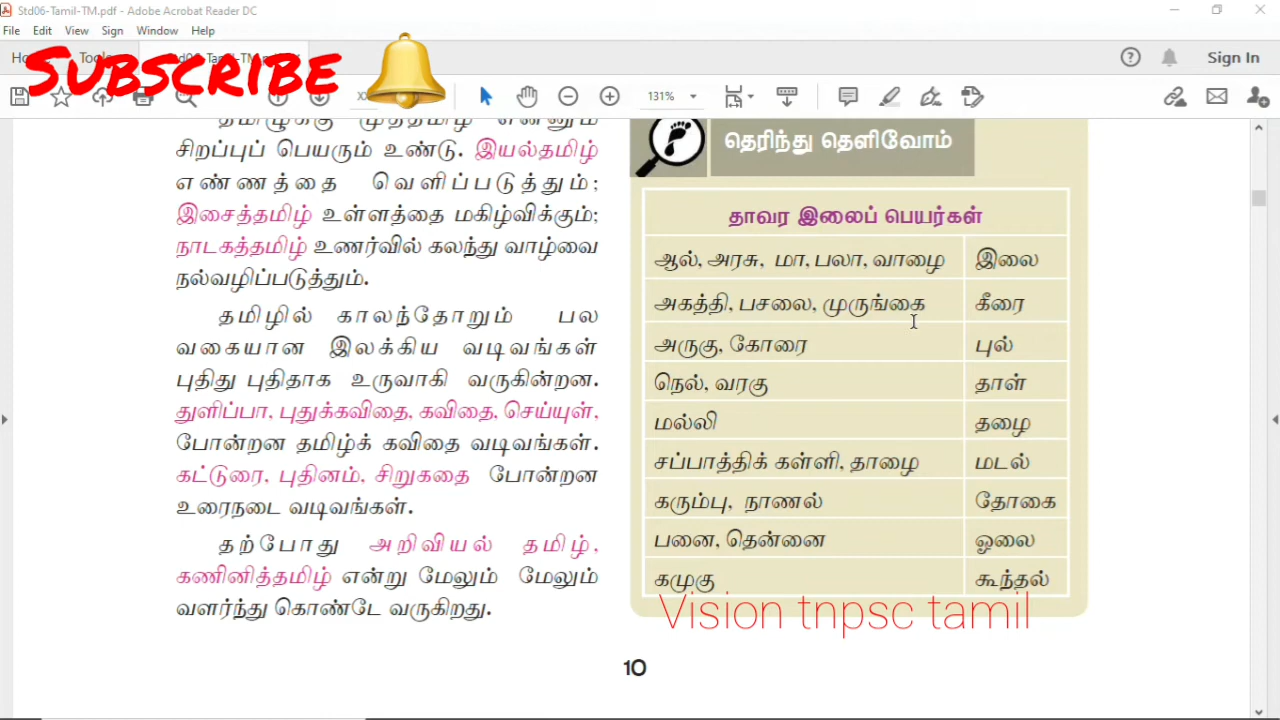 Std06-Tamil-TM.pdf - Adobe Acrobat Reader DC
File Edit View Sign Window Help
SUBSCRIBE
Sign In
131%
தமிழுக்கு முத்தமிழ் என்னும்
சிறப்புப் பெயரும் உண்டு. இயல்தமிழ்
எண்ணத்தை வெளிப்படுத்தும்;
இசைத்தமிழ் உள்ளத்தை மகிழ்விக்கும்;
நாடகத்தமிழ் உணர்வில் கலந்து வாழ்வை
நல்வழிப்படுத்தும்.
தமிழில் காலந்தோறும் பல
வகையான இலக்கிய வடிவங்கள்
புதிது புதிதாக உருவாகி வருகின்றன.
துளிப்பா, புதுக்கவிதை, கவிதை, செய்யுள்,
போன்றன தமிழ்க் கவிதை வடிவங்கள்.
கட்டுரை, புதினம், சிறுகதை போன்றன
உரைநடை வடிவங்கள்.
தற்போது அறிவியல் தமிழ்,
கணினித்தமிழ் என்று மேலும் மேலும்
வளர்ந்து கொண்டே வருகிறது.
தெரிந்து தெளிவோம்
தாவர இலைப் பெயர்கள்
ஆல், அரசு, மா, பலா, வாழை இலை
அகத்தி, பசலை, முருங்கை கீரை
அருகு, கோரை புல்
நெல், வரகு தாள்
மல்லி தழை
சப்பாத்திக் கள்ளி, தாழை மடல்
கரும்பு, நாணல் தோகை
பனை, தென்னை ஓலை
கமுகு கூந்தல்
Vision tnpsc tamil
10